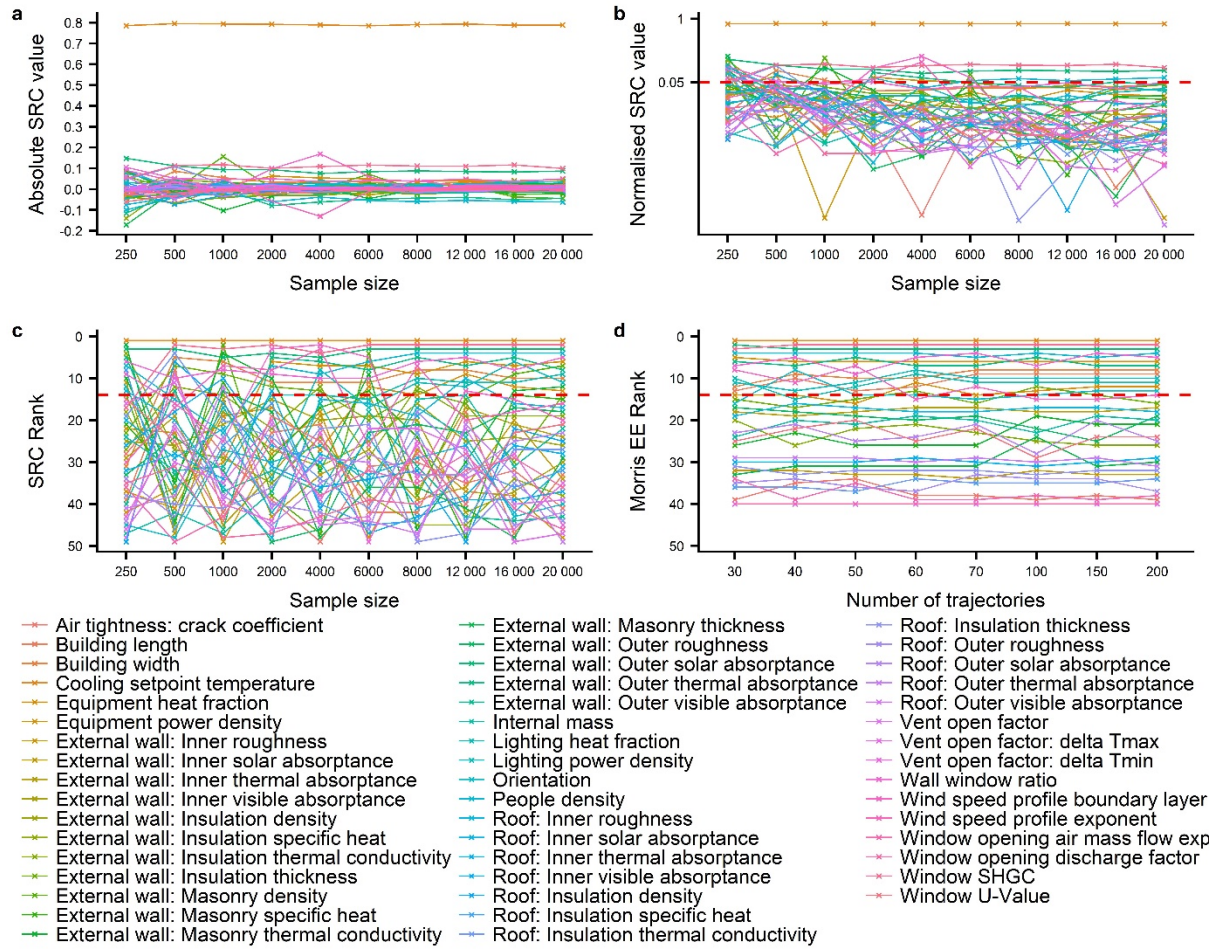 a
Absolute SRC value
0.8
0.7
0.6
0.5
0.4
0.3
0.2
0.1
0.0
-0.1
-0.2
250 500 1000 2000 4000 6000 8000 12 000 16 000 20 000
Sample size
b
Normalised SRC value
1
0.05
250 500 1000 2000 4000 6000 8000 12 000 16 000 20 000
Sample size
c
SRC Rank
0
10
20
30
40
50
250 500 1000 2000 4000 6000 8000 12 000 16 000 20 000
Sample size
d
Morris EE Rank
0
10
20
30
40
50
30 40 50 60 70 100 150 200
Number of trajectories
Air tightness: crack coefficient
Building length
Building width
Cooling setpoint temperature
Equipment heat fraction
Equipment power density
External wall: Inner roughness
External wall: Inner solar absorptance
External wall: Inner thermal absorptance
External wall: Inner visible absorptance
External wall: Insulation density
External wall: Insulation specific heat
External wall: Insulation thermal conductivity
External wall: Insulation thickness
External wall: Masonry density
External wall: Masonry specific heat
External wall: Masonry thermal conductivity
External wall: Masonry thickness
External wall: Outer roughness
External wall: Outer solar absorptance
External wall: Outer thermal absorptance
External wall: Outer visible absorptance
Internal mass
Lighting heat fraction
Lighting power density
Orientation
People density
Roof: Inner roughness
Roof: Inner solar absorptance
Roof: Inner thermal absorptance
Roof: Inner visible absorptance
Roof: Insulation density
Roof: Insulation specific heat
Roof: Insulation thermal conductivity
Roof: Insulation thickness
Roof: Outer roughness
Roof: Outer solar absorptance
Roof: Outer thermal absorptance
Roof: Outer visible absorptance
Vent open factor
Vent open factor: delta Tmax
Vent open factor: delta Tmin
Wall window ratio
Wind speed profile boundary layer
Wind speed profile exponent
Window opening air mass flow exp
Window opening discharge factor
Window SHGC
Window U-Value